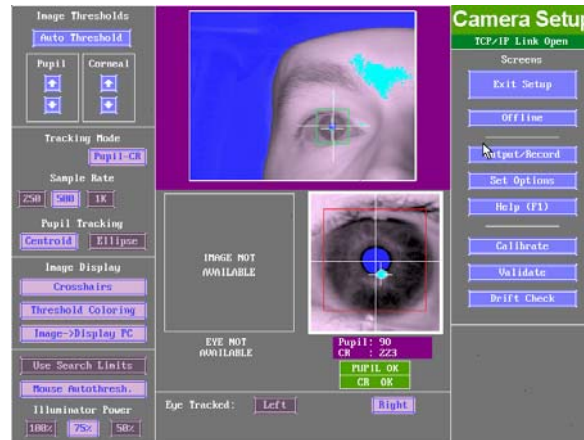 Image Thresholds
Auto Threshold
Pupil Corneal
Tracking Mode
Pupil-CR
Sample Rate
250 500 1K
Pupil Tracking
Centroid Ellipse
Image Display
Crosshairs
Threshold Coloring
Image->Display PC
Use Search Limits
Mouse Autothresh.
Illuminator Power
100% 75% 50%
IMAGE NOT
AVAILABLE
EYE NOT
AVAILABLE
Pupil: 90
CR : 223
PUPIL OK
CR OK
Eye Tracked: Left Right
Camera Setup
TCP/IP Link Open
Screens
Exit Setup
Offline
Output/Record
Set Options
Help (F1)
Calibrate
Validate
Drift Check